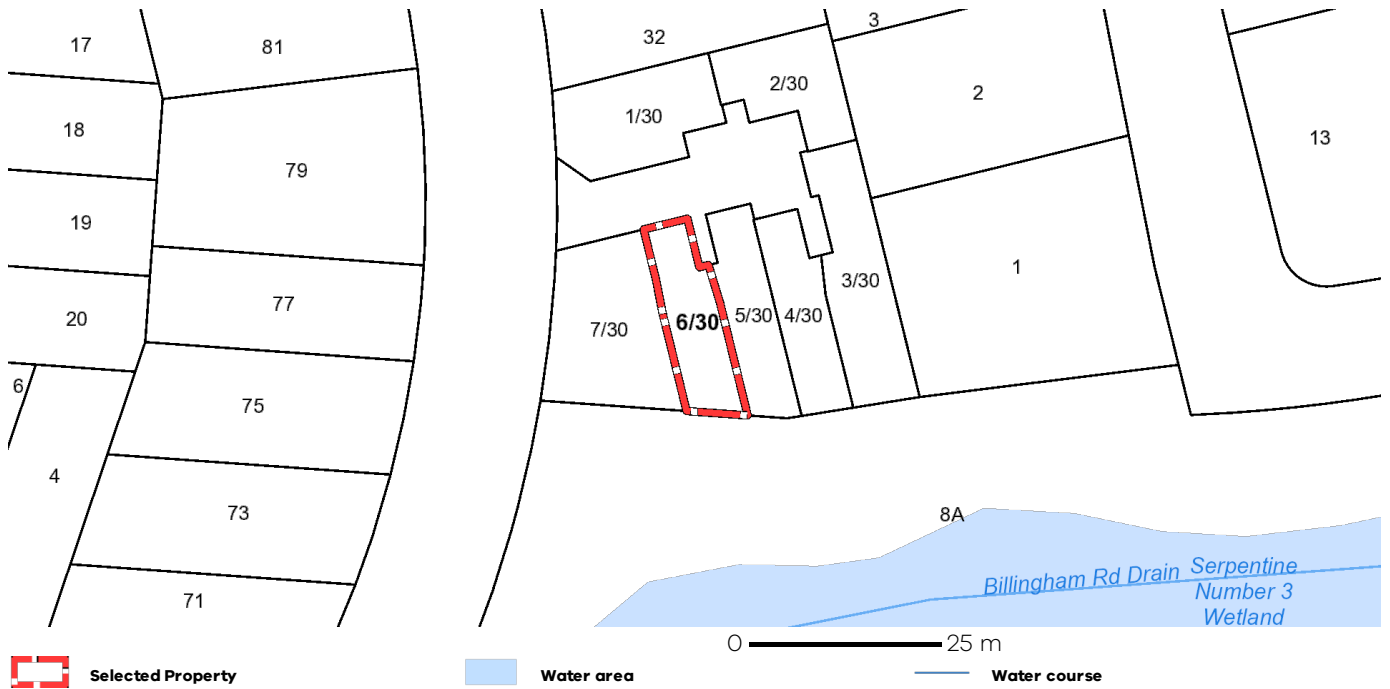 17
81
32
3
2/30
2
1/30
18
13
79
19
1
3/30
77
20
7/30
6/30
5/30
4/30
6
75
4
73
8A
Billingham Rd Drain
Serpentine
Number 3
Wetland
71
0
25 m
Selected Property
Water area
Water course